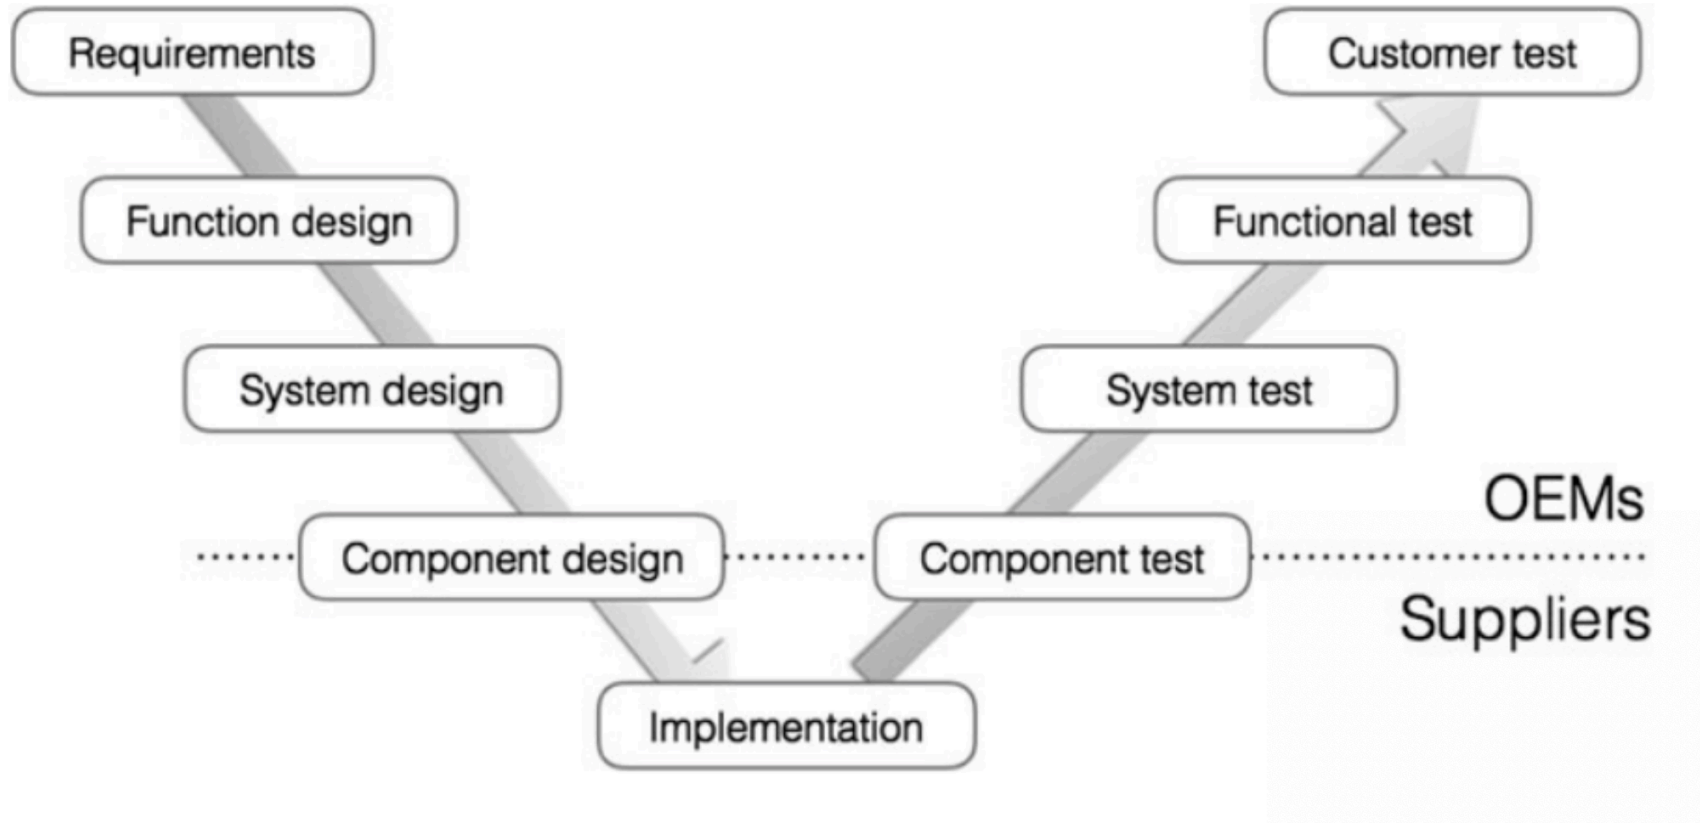 Requirements
Customer test
Function design
Functional test
System design
System test
OEMs
Component design
Component test
Suppliers
Implementation